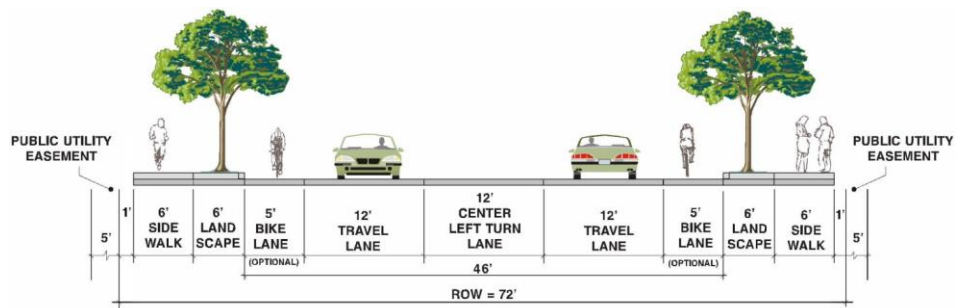 PUBLIC UTILITY
EASEMENT
PUBLIC UTILITY
EASEMENT
5'
1'
6'
SIDE
WALK
6'
LAND
SCAPE
5'
BIKE
LANE
(OPTIONAL)
12'
TRAVEL
LANE
12'
CENTER
LEFT TURN
LANE
12'
TRAVEL
LANE
5'
BIKE
LANE
(OPTIONAL)
6'
LAND
SCAPE
6'
SIDE
WALK
1'
5'
46'
ROW = 72'